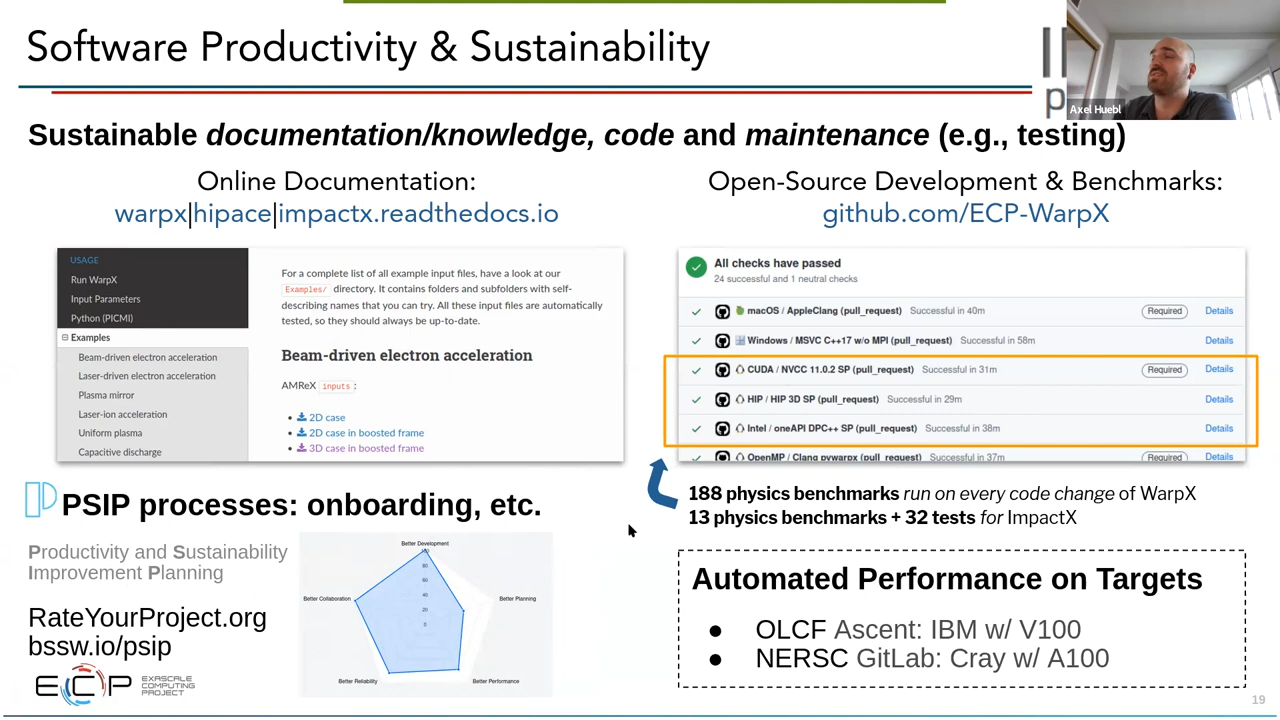 Software Productivity & Sustainability
Axel Huebl
Sustainable documentation/knowledge, code and maintenance (e.g., testing)
Online Documentation:
warpx|hipace|impactx.readthedocs.io
USAGE
Run WarpX
Input Parameters
Python (PICMI)
Examples
Beam-driven electron acceleration
Laser-driven electron acceleration
Plasma mirror
Laser-ion acceleration
Uniform plasma
Capacitive discharge
For a complete list of all example input files, have a look at our
Examples/ directory. It contains folders and subfolders with self-
describing names that you can try. All these input files are automatically
tested, so they should always be up-to-date.
Beam-driven electron acceleration
AMReX inputs :
2D case
2D case in boosted frame
3D case in boosted frame
Open-Source Development & Benchmarks:
github.com/ECP-WarpX
All checks have passed
24 successful and 1 neutral checks
macOS / AppleClang (pull_request) Successful in 40m Required Details
Windows / MSVC C++17 w/o MPI (pull_request) Successful in 58m Details
CUDA / NVCC 11.0.2 SP (pull_request) Successful in 31m Required Details
HIP / HIP 3D SP (pull_request) Successful in 29m Details
Intel / oneAPI DPC++ SP (pull_request) Successful in 38m Details
OpenMP / Clang pywarpx (pull_request) Successful in 37m Required Details
188 physics benchmarks run on every code change of WarpX
13 physics benchmarks + 32 tests for ImpactX
PSIP processes: onboarding, etc.
Productivity and Sustainability
Improvement Planning
RateYourProject.org
bssw.io/psip
ECP EXASCALE
COMPUTING
PROJECT
Better Development
80
60
40
20
0
Better Collaboration
Better Planning
Better Reliability
Better Performance
Automated Performance on Targets
● OLCF Ascent: IBM w/ V100
● NERSC GitLab: Cray w/ A100
19